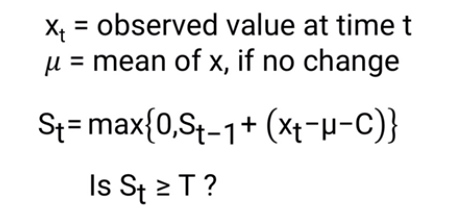 xₜ = observed value at time t
μ = mean of x, if no change
Sₜ= max{0,Sₜ₋₁+ (xₜ-μ-C)}
Is Sₜ ≥ T ?